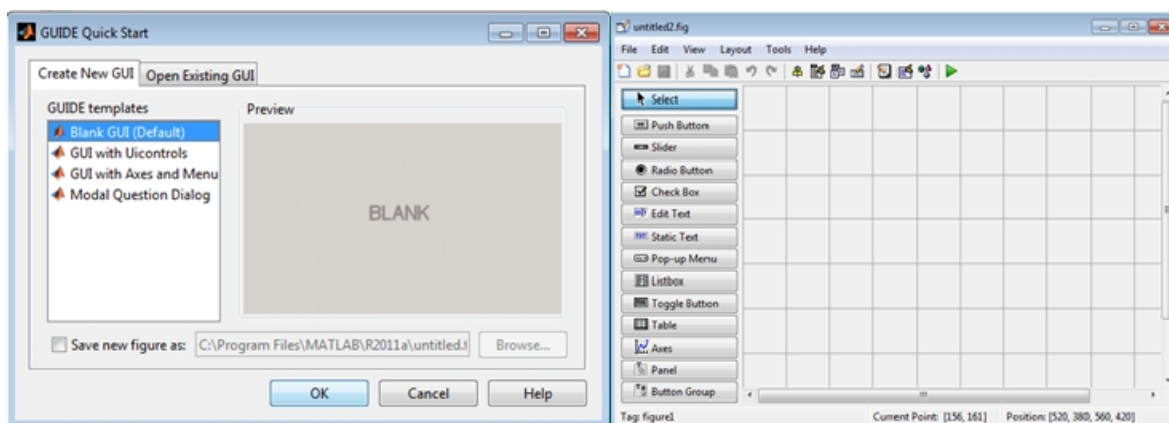 GUIDE Quick Start
Create New GUI
Open Existing GUI
GUIDE templates
Blank GUI (Default)
GUI with Uicontrols
GUI with Axes and Menu
Modal Question Dialog
Preview
BLANK
Save new figure as:
C:\Program Files\MATLAB\R2011a\untitled.f
Browse...
OK
Cancel
Help
untitled2.fig
File Edit View Layout Tools Help
Select
Push Button
Slider
Radio Button
Check Box
Edit Text
Static Text
Pop-up Menu
Listbox
Toggle Button
Table
Axes
Panel
Button Group
Tag: figure1
Current Point: [156, 161]
Position: [520, 380, 560, 420]